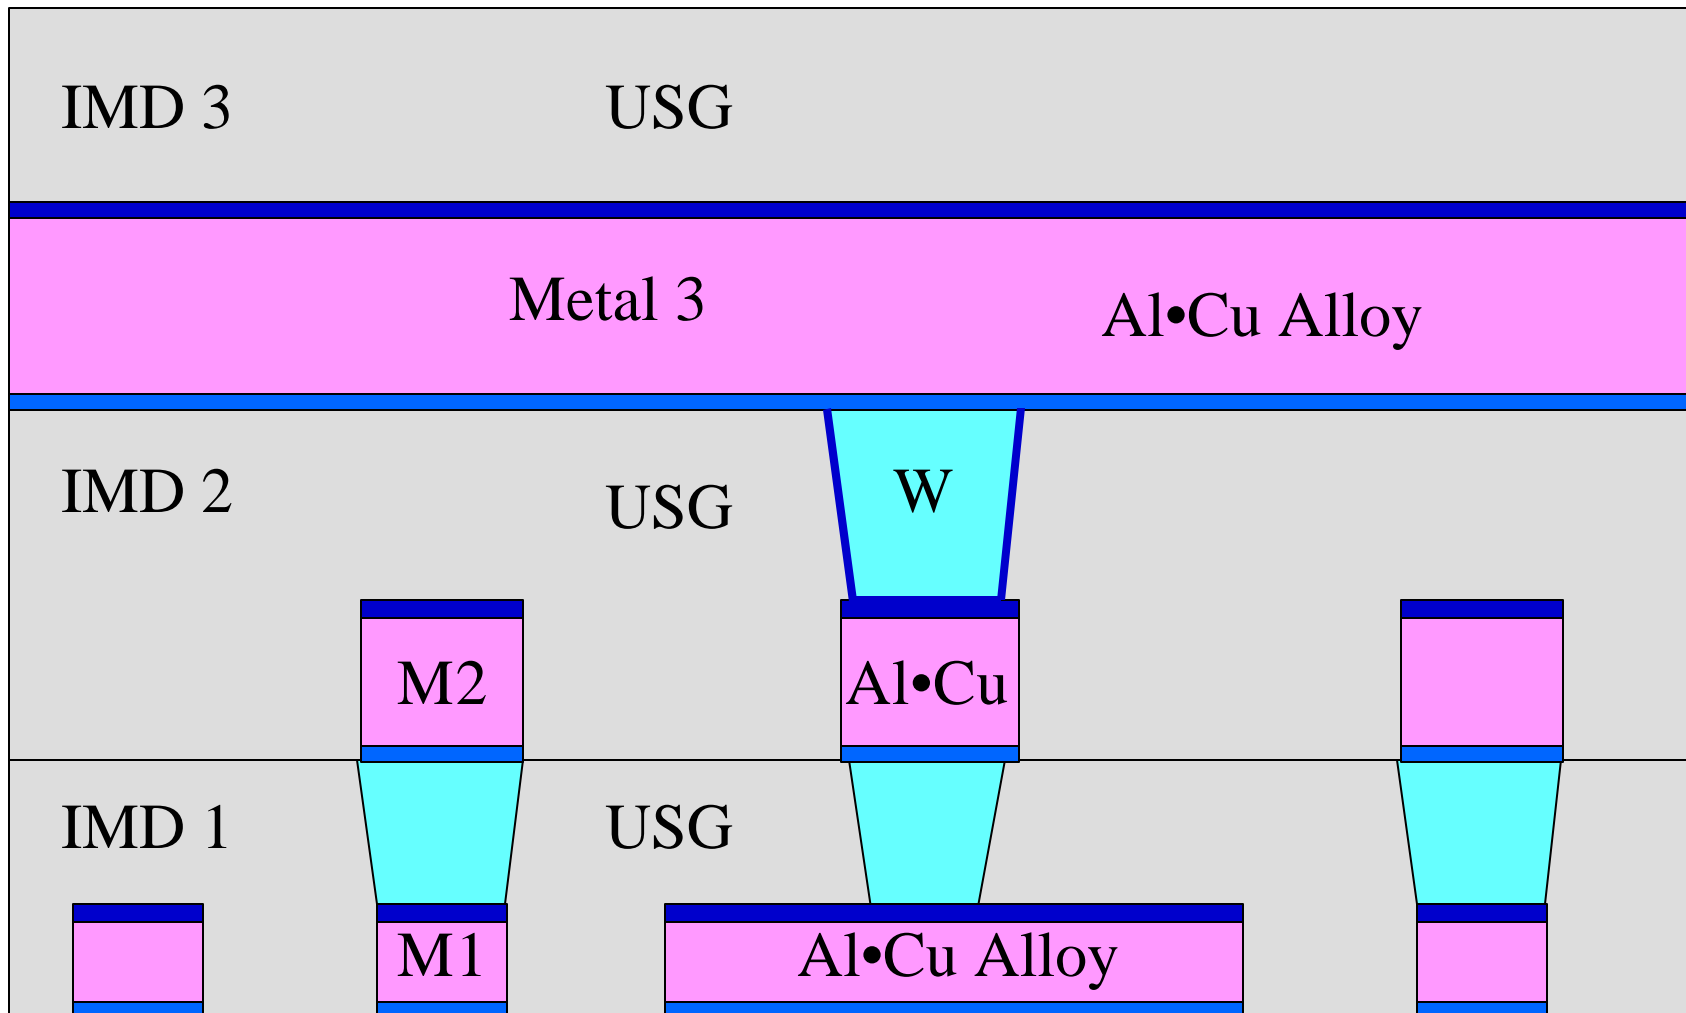 IMD 3 USG
Metal 3 Al•Cu Alloy
IMD 2 USG W
M2 Al•Cu
IMD 1 USG
M1 Al•Cu Alloy